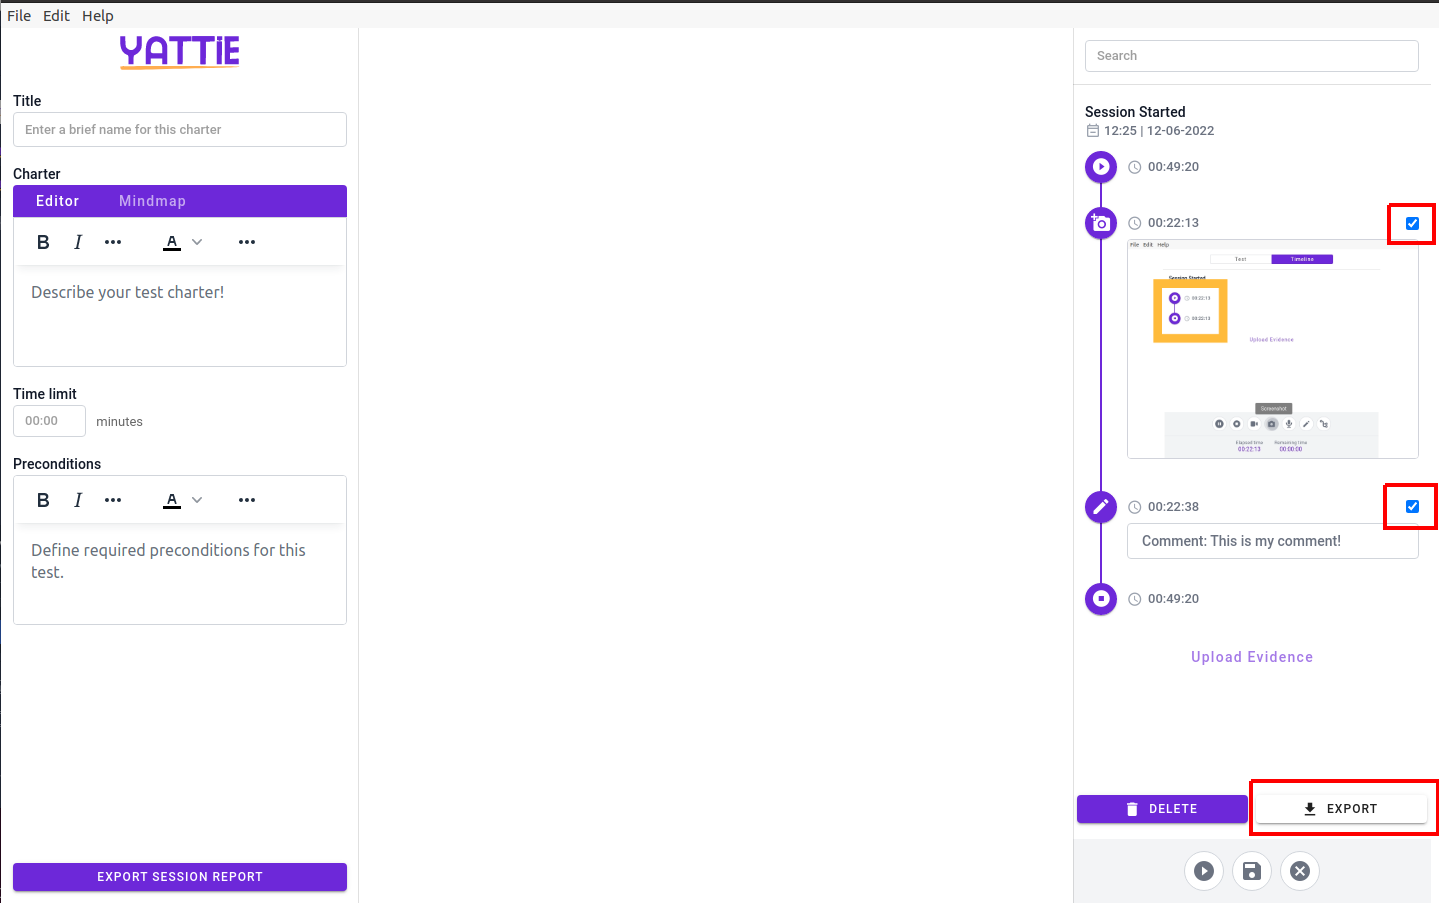 File Edit Help
YATTIE
Title
Enter a brief name for this charter
Charter
Editor Mindmap
B I ••• A •••
Describe your test charter!
Time limit
00:00 minutes
Preconditions
B I ••• A •••
Define required preconditions for this
test.
EXPORT SESSION REPORT
Search
Session Started
12:25 | 12-06-2022
00:49:20
00:22:13
File Edit Help
Test Timeline
Session Started
00:22:13
00:22:13
Upload Evidence
Screenshot
Elapsed time Remaining time
00:22:13 00:00:00
00:22:38
Comment: This is my comment!
00:49:20
Upload Evidence
DELETE EXPORT